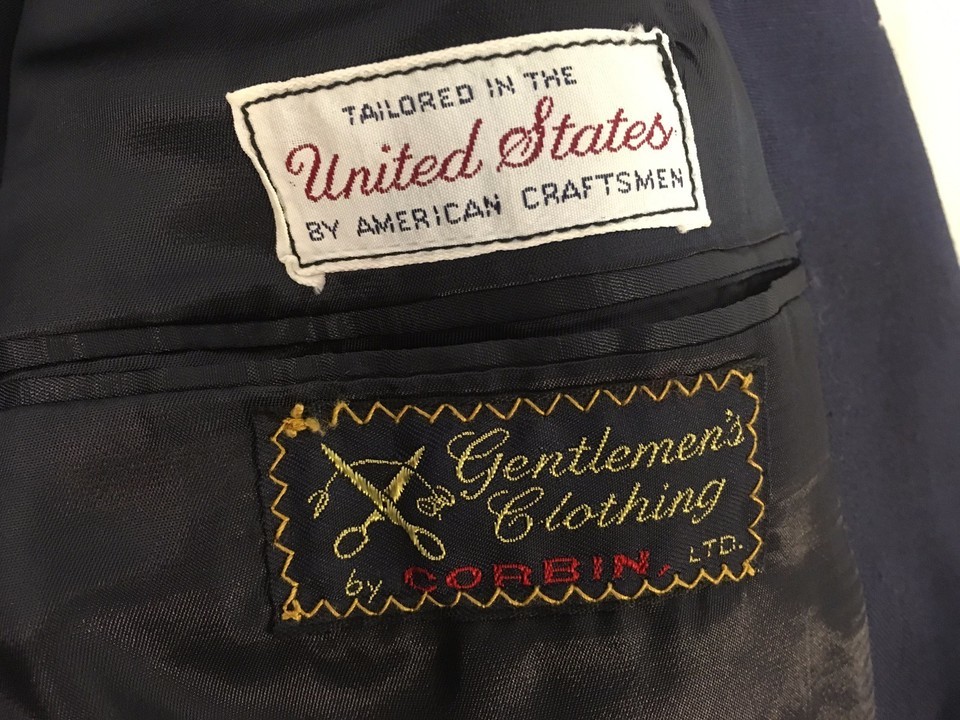 TAILORED IN THE
United States
BY AMERICAN CRAFTSMEN
Gentlemen's
Clothing
by CORBIN, LTD.